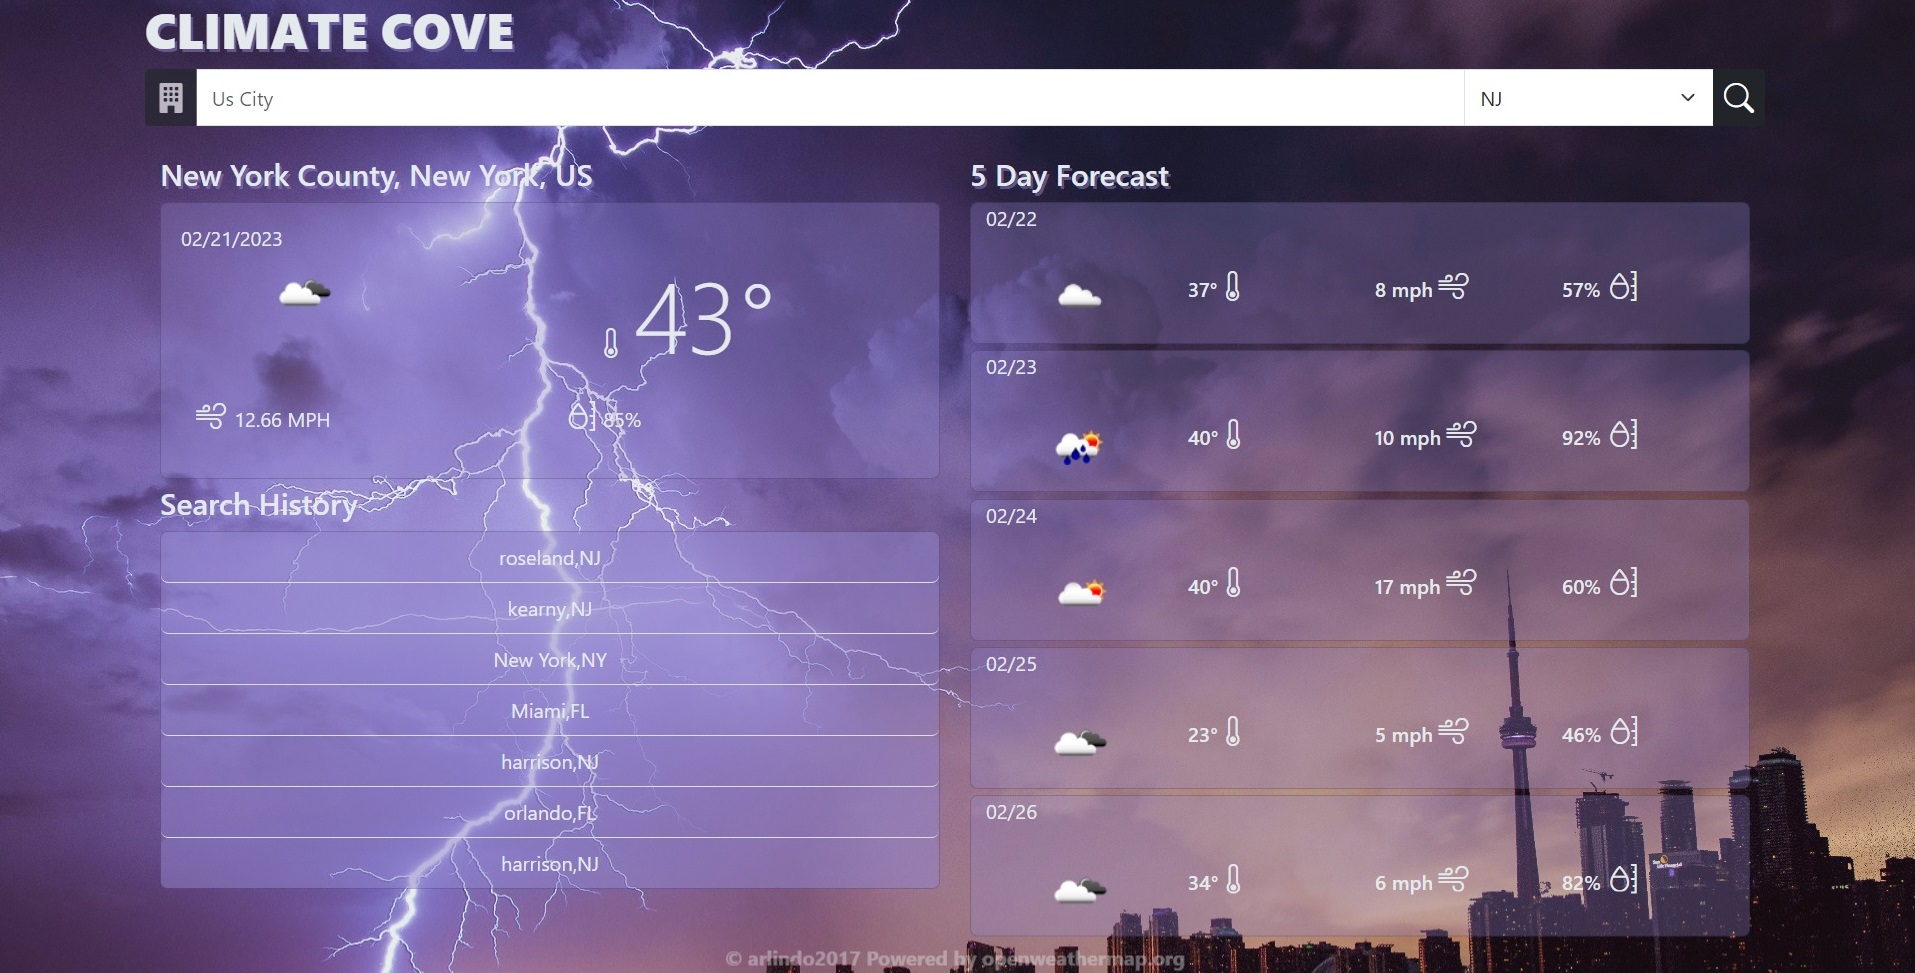 CLIMATE COVE
Us City
NJ
New York County, New York, US
02/21/2023
43°
12.66 MPH
85%
Search History
roseland,NJ
kearny,NJ
New York,NY
Miami,FL
harrison,NJ
orlando,FL
harrison,NJ
5 Day Forecast
02/22
37° 8 mph 57%
02/23
40° 10 mph 92%
02/24
40° 17 mph 60%
02/25
23° 5 mph 46%
02/26
34° 6 mph 82%
© arlindo2017 Powered by openweathermap.org